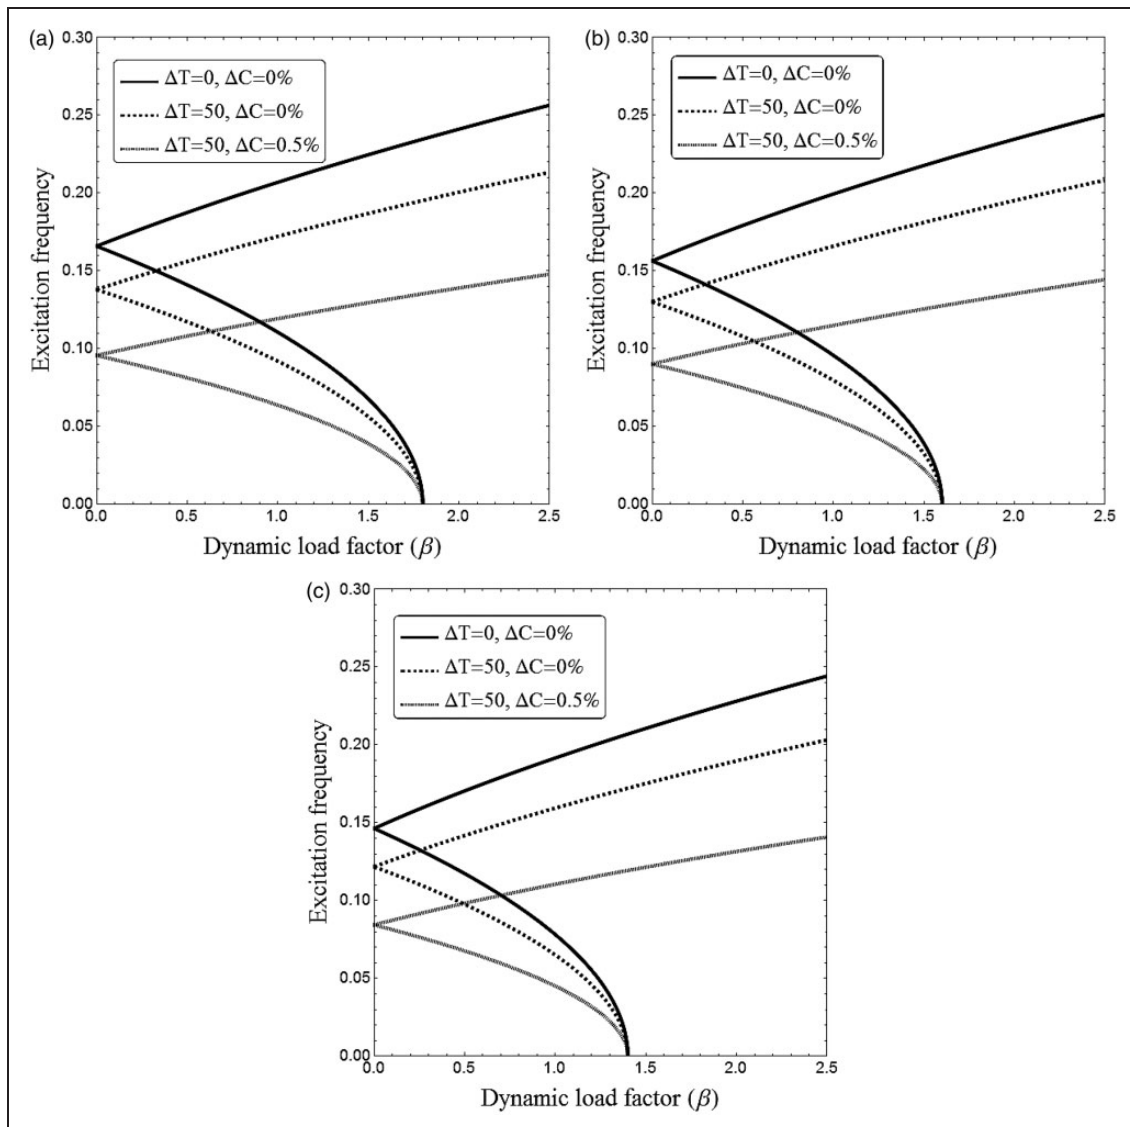 (a)
0.30
0.25
0.20
0.15
0.10
0.05
0.00
Excitation frequency
ΔT=0, ΔC=0%
ΔT=50, ΔC=0%
ΔT=50, ΔC=0.5%
0.0 0.5 1.0 1.5 2.0 2.5
Dynamic load factor (β)
(b)
0.30
0.25
0.20
0.15
0.10
0.05
0.00
Excitation frequency
ΔT=0, ΔC=0%
ΔT=50, ΔC=0%
ΔT=50, ΔC=0.5%
0.0 0.5 1.0 1.5 2.0 2.5
Dynamic load factor (β)
(c)
0.30
0.25
0.20
0.15
0.10
0.05
0.00
Excitation frequency
ΔT=0, ΔC=0%
ΔT=50, ΔC=0%
ΔT=50, ΔC=0.5%
0.0 0.5 1.0 1.5 2.0 2.5
Dynamic load factor (β)